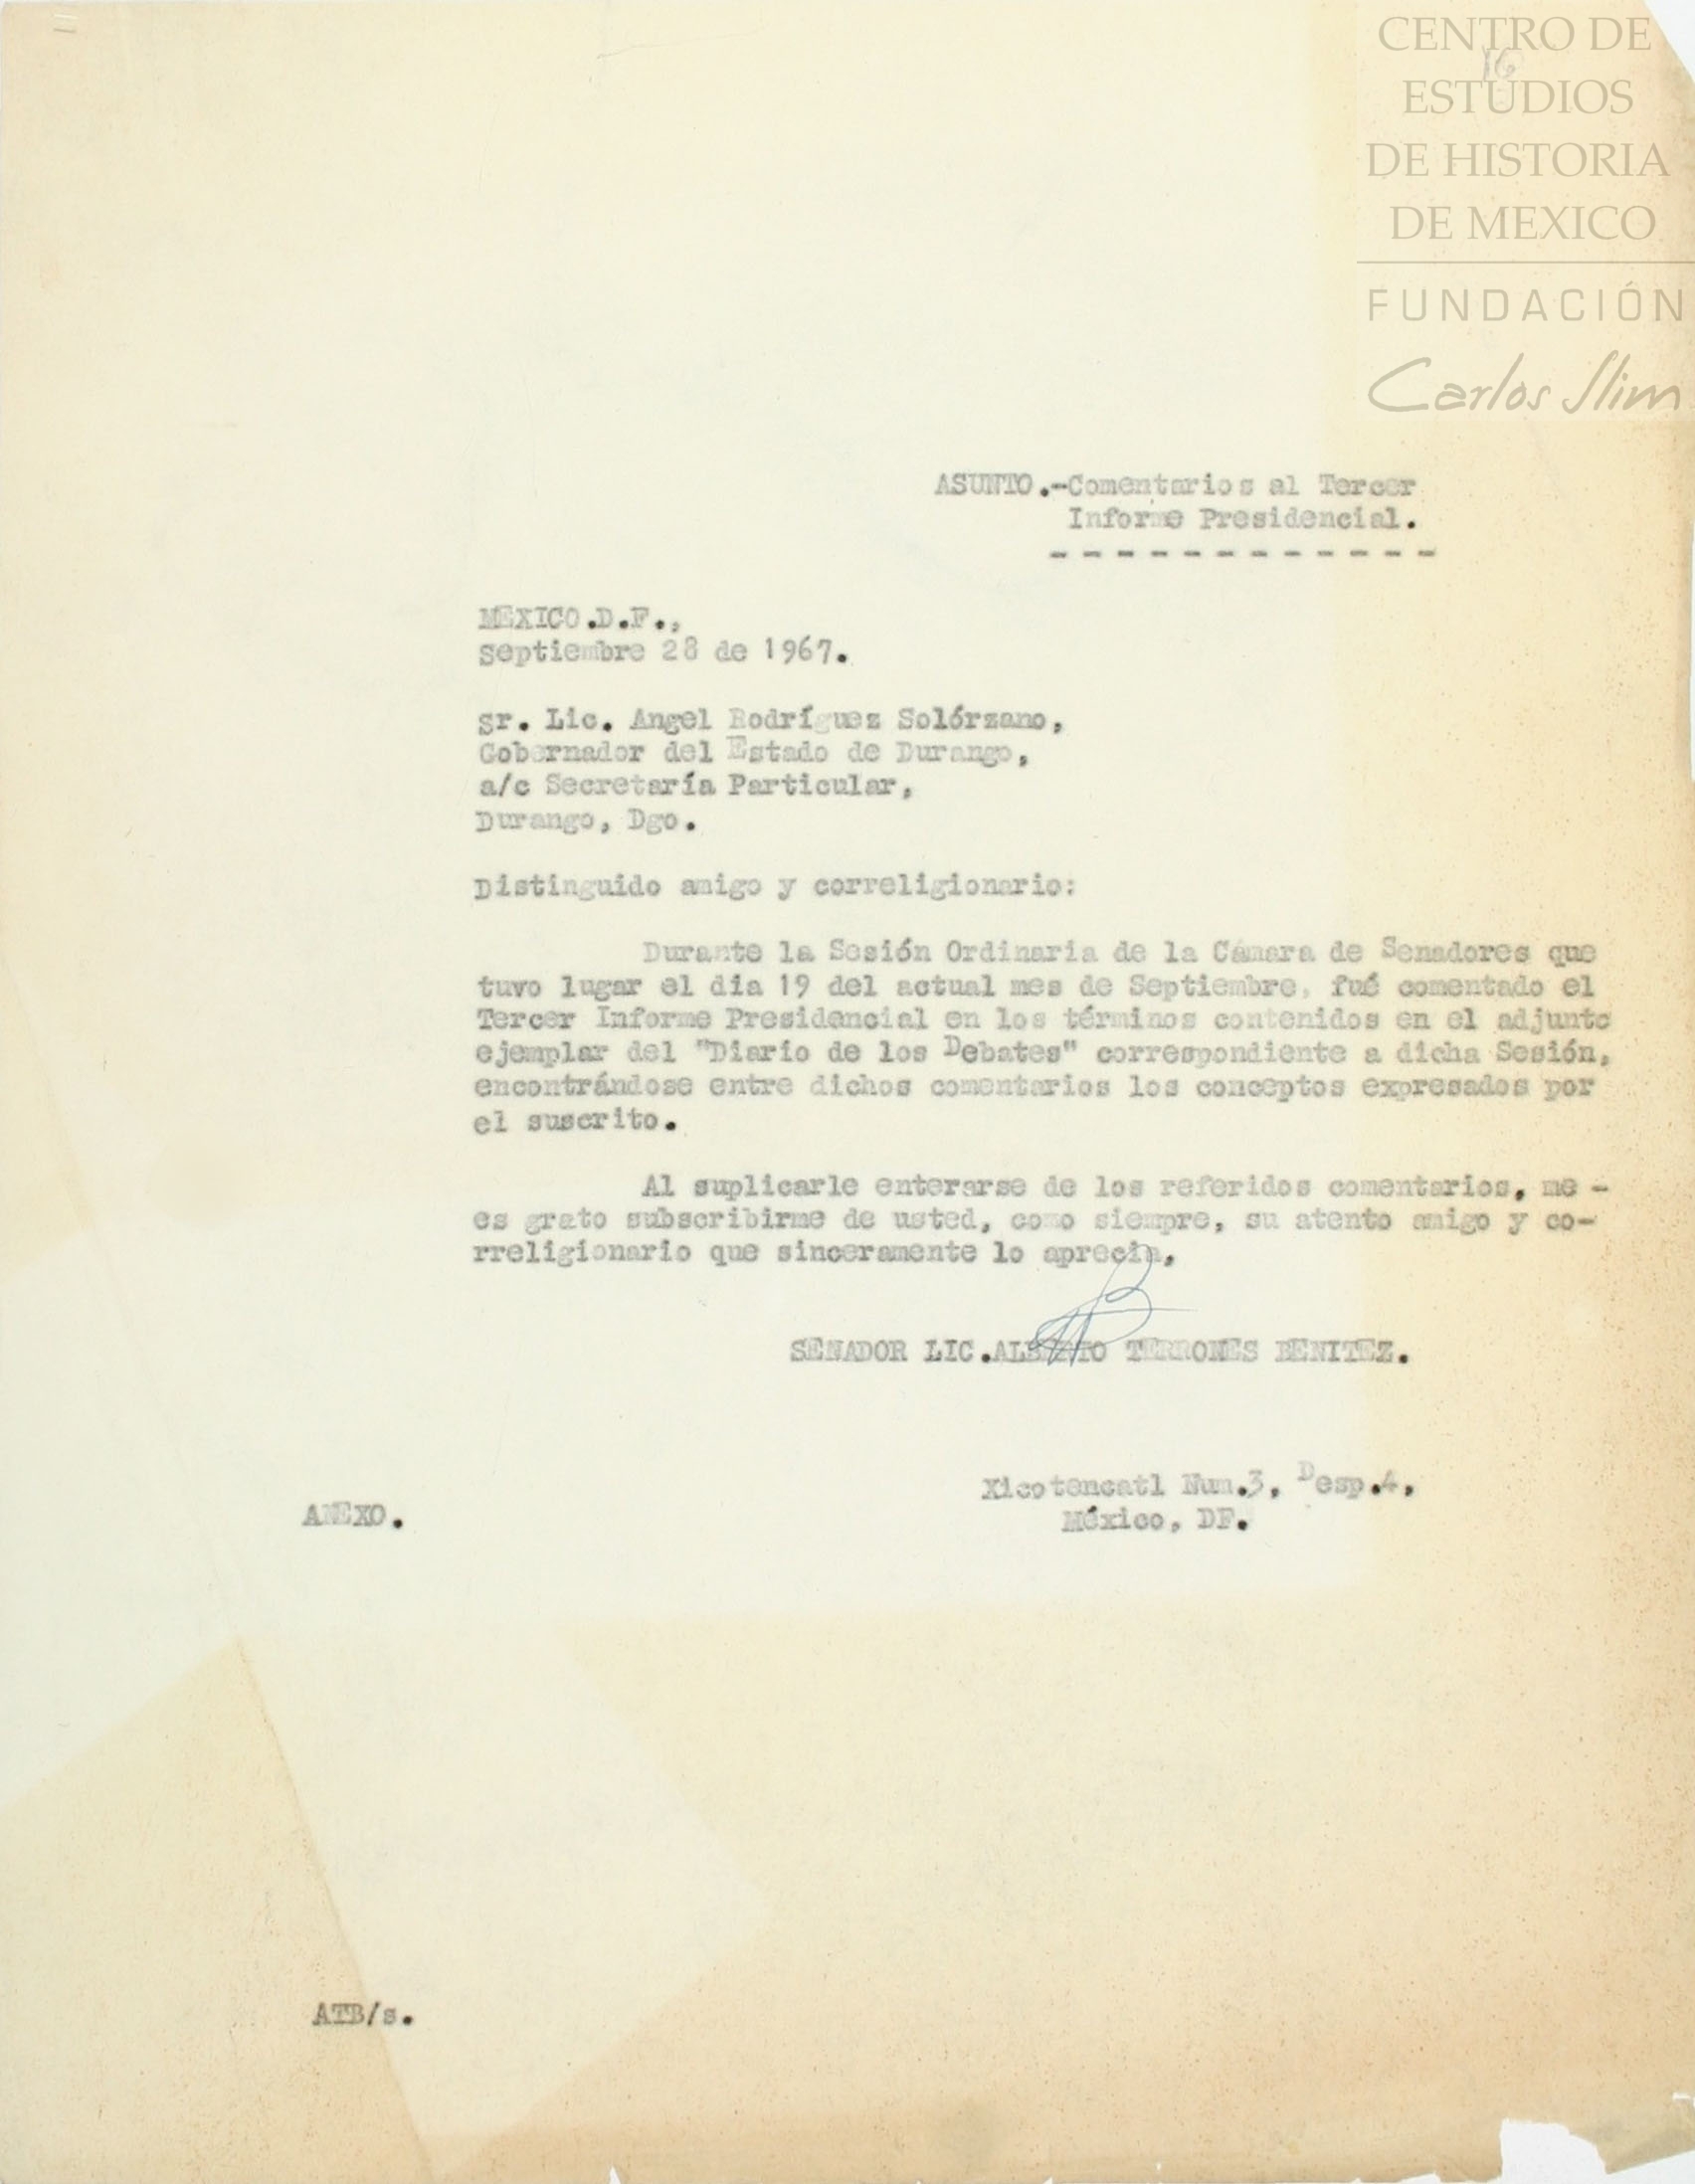 CENTRO DE
ESTUDIOS
DE HISTORIA
DE MEXICO
FUNDACIÓN
Carlos Slim
16
ASUNTO.-Comentarios al Tercer
Informe Presidencial.
- - - - - - - - - - - -
MEXICO.D.F.,
septiembre 28 de 1967.
sr. Lic. Angel Rodríguez Solórzano,
Gobernador del Estado de Durango,
a/c Secretaría Particular,
Durango, Dgo.
Distinguido amigo y correligionario:
Durante la Sesión Ordinaria de la Cámara de Senadores que
tuvo lugar el dia 19 del actual mes de Septiembre, fué comentado el
Tercer Informe Presidencial en los términos contenidos en el adjunto
ejemplar del "Diario de los Debates" correspondiente a dicha Sesión,
encontrándose entre dichos comentarios los conceptos expresados por
el suscrito.
Al suplicarle enterarse de los referidos comentarios, me -
es grato subscribirme de usted, como siempre, su atento amigo y co-
rreligionario que sinceramente lo aprecia,
SENADOR LIC.ALBERTO TERRONES BENITEZ.
Xicotencatl Num.3, Desp.4,
México, DF.
ANEXO.
ATB/s.